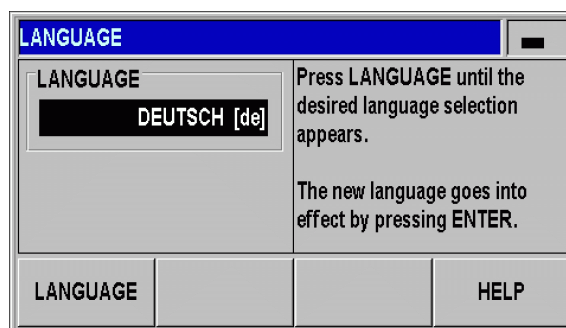 LANGUAGE
LANGUAGE
DEUTSCH [de]
Press LANGUAGE until the
desired language selection
appears.
The new language goes into
effect by pressing ENTER.
LANGUAGE
HELP